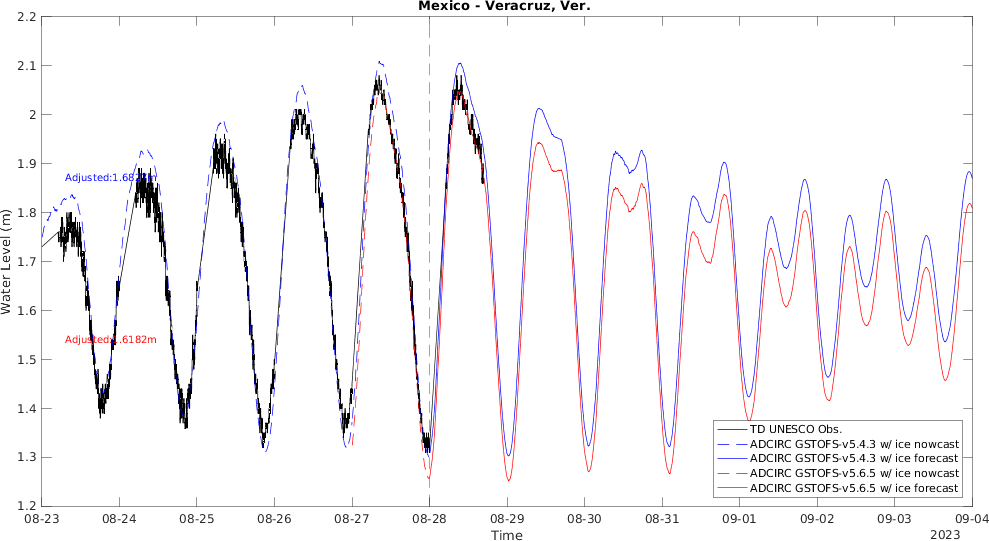 Mexico - Veracruz, Ver.
2.2
2.1
2
1.9
1.8
1.7
1.6
1.5
1.4
1.3
1.2
Water Level (m)
Adjusted:1.6182m
TD UNESCO Obs.
ADCIRC GSTOFS-v5.4.3 w/ ice nowcast
ADCIRC GSTOFS-v5.4.3 w/ ice forecast
ADCIRC GSTOFS-v5.6.5 w/ ice nowcast
ADCIRC GSTOFS-v5.6.5 w/ ice forecast
08-23 08-24 08-25 08-26 08-27 08-28 08-29 08-30 08-31 09-01 09-02 09-03 09-04
Time
2023